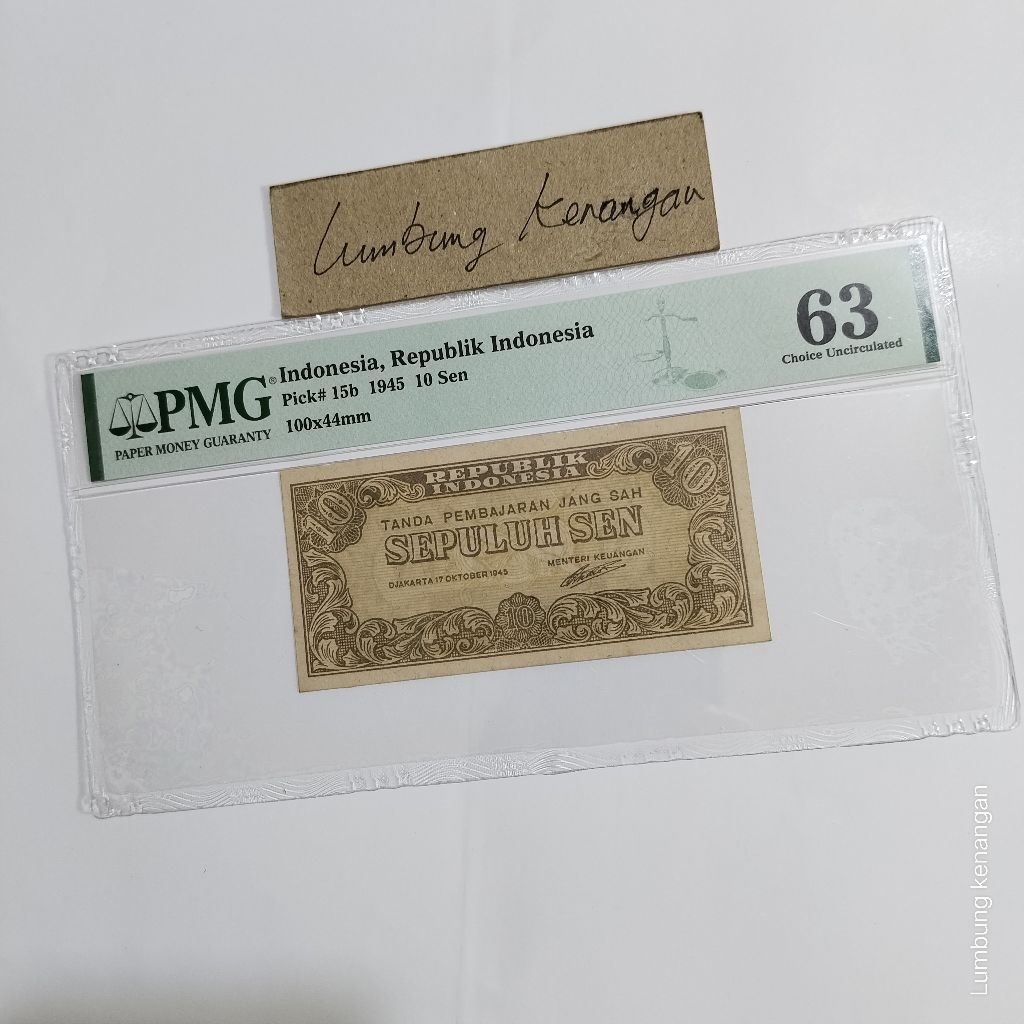 Lumbung Kenangan
PMG®
PAPER MONEY GUARANTY
Indonesia, Republik Indonesia
Pick# 15b 1945 10 Sen
100x44mm
63
Choice Uncirculated
10
REPUBLIK
INDONESIA
10
TANDA PEMBAJARAN JANG SAH
SEPULUH SEN
DJAKARTA 17 OKTOBER 1945
MENTERI KEUANGAN
10
Lumbung kenangan